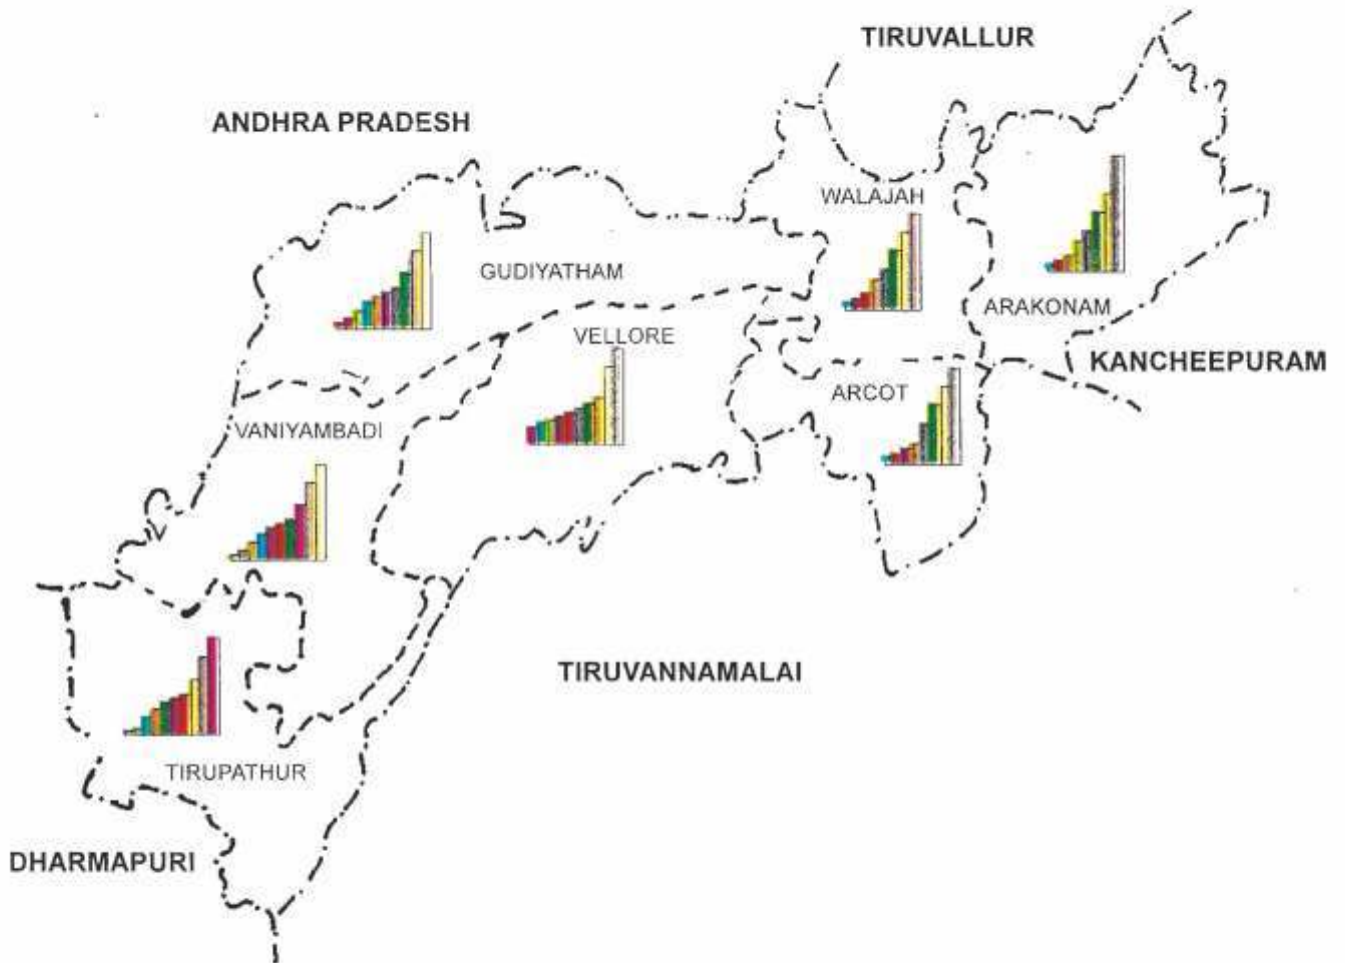 TIRUVALLUR
ANDHRA PRADESH
WALAJAH
GUDIYATHAM
ARAKONAM
VELLORE
KANCHEEPURAM
ARCOT
VANIYAMBADI
TIRUVANNAMALAI
TIRUPATHUR
DHARMAPURI